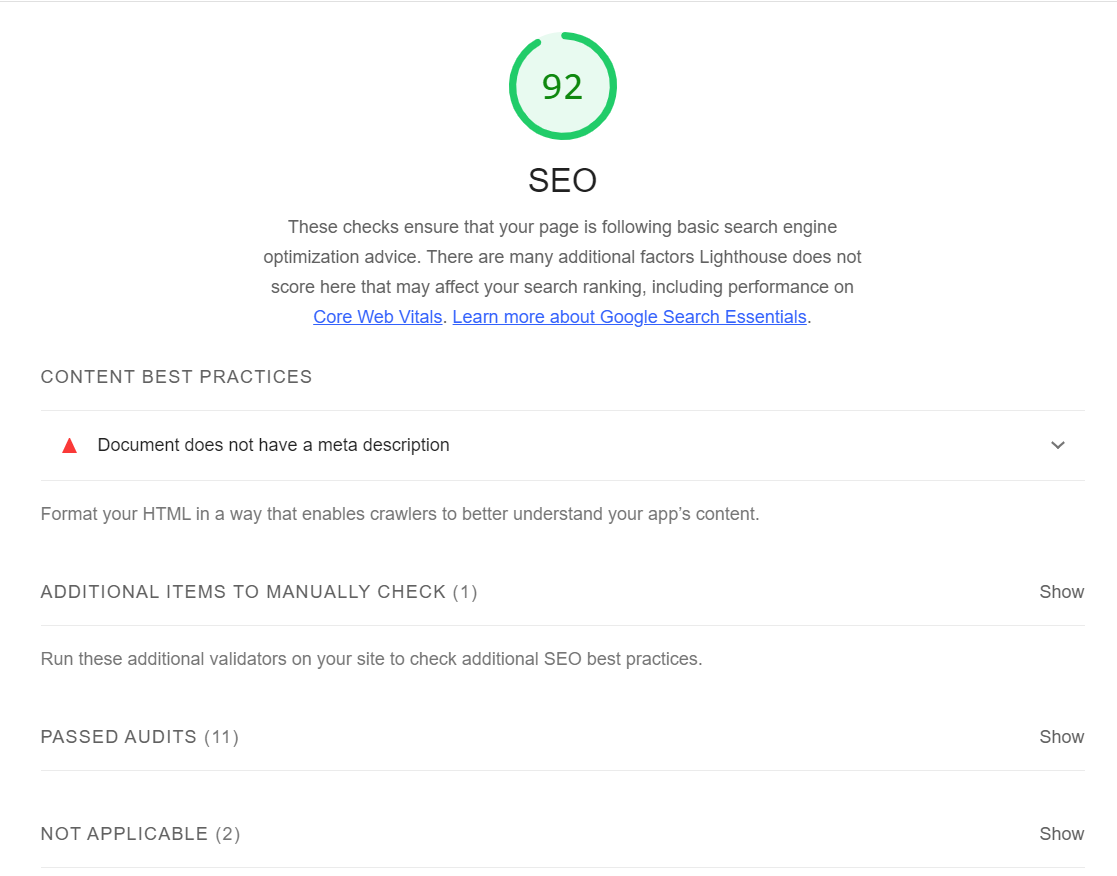 92
SEO
These checks ensure that your page is following basic search engine
optimization advice. There are many additional factors Lighthouse does not
score here that may affect your search ranking, including performance on
Core Web Vitals. Learn more about Google Search Essentials.
CONTENT BEST PRACTICES
Document does not have a meta description
Format your HTML in a way that enables crawlers to better understand your app’s content.
ADDITIONAL ITEMS TO MANUALLY CHECK (1) Show
Run these additional validators on your site to check additional SEO best practices.
PASSED AUDITS (11) Show
NOT APPLICABLE (2) Show